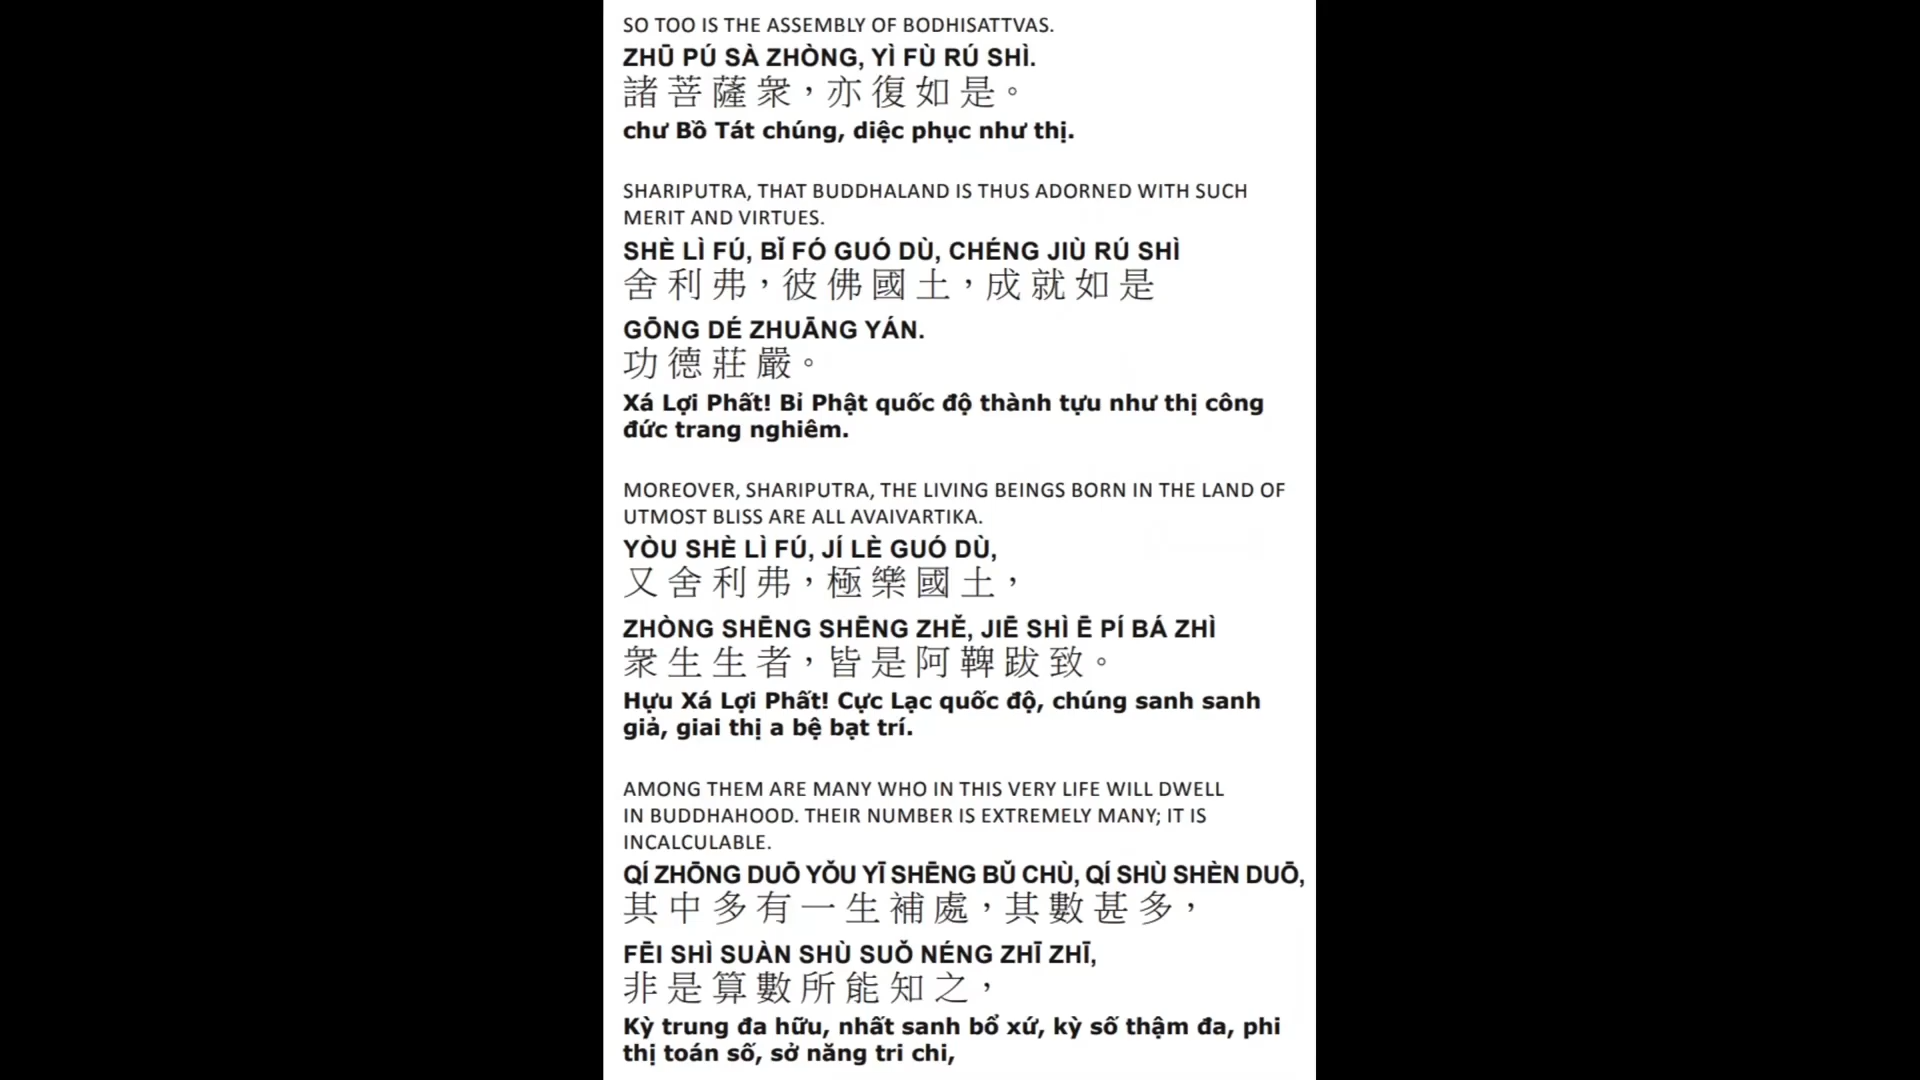 SO TOO IS THE ASSEMBLY OF BODHISATTVAS.
ZHŪ PÚ SÀ ZHÒNG, YÌ FÙ RÚ SHÌ.
諸菩薩衆，亦復如是。
chư Bồ Tát chúng, diệc phục như thị.
SHARIPUTRA, THAT BUDDHALAND IS THUS ADORNED WITH SUCH
MERIT AND VIRTUES.
SHÈ LÌ FÚ, BǏ FÓ GUÓ DÙ, CHÉNG JIÙ RÚ SHÌ
舍利弗，彼佛國土，成就如是
GŌNG DÉ ZHUĀNG YÁN.
功德莊嚴。
Xá Lợi Phất! Bỉ Phật quốc độ thành tựu như thị công
đức trang nghiêm.
MOREOVER, SHARIPUTRA, THE LIVING BEINGS BORN IN THE LAND OF
UTMOST BLISS ARE ALL AVAIVARTIKA.
YÒU SHÈ LÌ FÚ, JÍ LÈ GUÓ DÙ,
又舍利弗，極樂國土，
ZHÒNG SHĒNG SHĒNG ZHĚ, JIĒ SHÌ Ē PÍ BÁ ZHÌ
衆生生者，皆是阿鞞跋致。
Hựu Xá Lợi Phất! Cực Lạc quốc độ, chúng sanh sanh
giả, giai thị a bệ bạt trí.
AMONG THEM ARE MANY WHO IN THIS VERY LIFE WILL DWELL
IN BUDDHAHOOD. THEIR NUMBER IS EXTREMELY MANY; IT IS
INCALCULABLE.
QÍ ZHŌNG DUŌ YǑU YĪ SHĒNG BǓ CHÙ, QÍ SHÙ SHÈN DUŌ,
其中多有一生補處，其數甚多，
FĒI SHÌ SUÀN SHÙ SUǑ NÉNG ZHĪ ZHĪ,
非是算數所能知之，
Kỳ trung đa hữu, nhất sanh bổ xứ, kỳ số thậm đa, phi
thị toán số, sở năng tri chi,